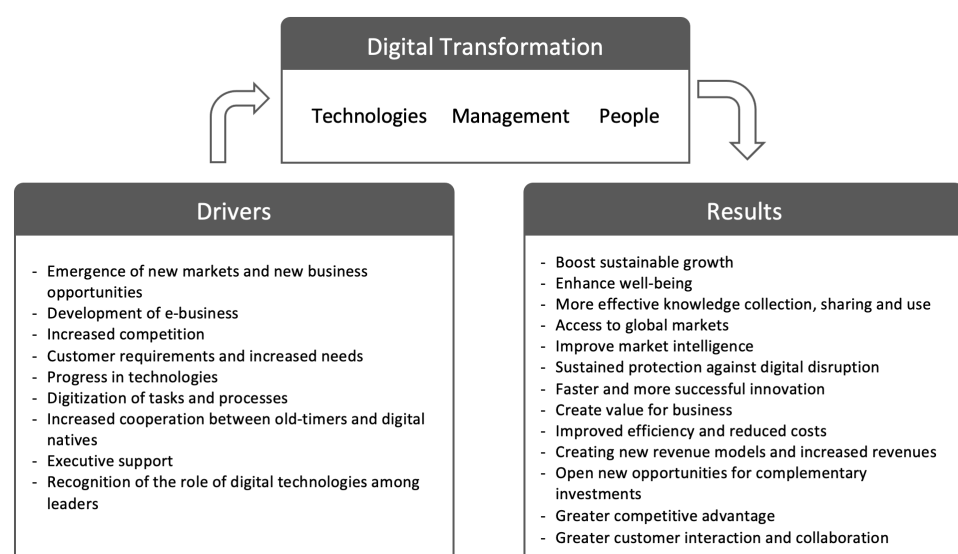 Digital Transformation
Technologies Management People
Drivers
- Emergence of new markets and new business
opportunities
- Development of e-business
- Increased competition
- Customer requirements and increased needs
- Progress in technologies
- Digitization of tasks and processes
- Increased cooperation between old-timers and digital
natives
- Executive support
- Recognition of the role of digital technologies among
leaders
Results
- Boost sustainable growth
- Enhance well-being
- More effective knowledge collection, sharing and use
- Access to global markets
- Improve market intelligence
- Sustained protection against digital disruption
- Faster and more successful innovation
- Create value for business
- Improved efficiency and reduced costs
- Creating new revenue models and increased revenues
- Open new opportunities for complementary
investments
- Greater competitive advantage
- Greater customer interaction and collaboration